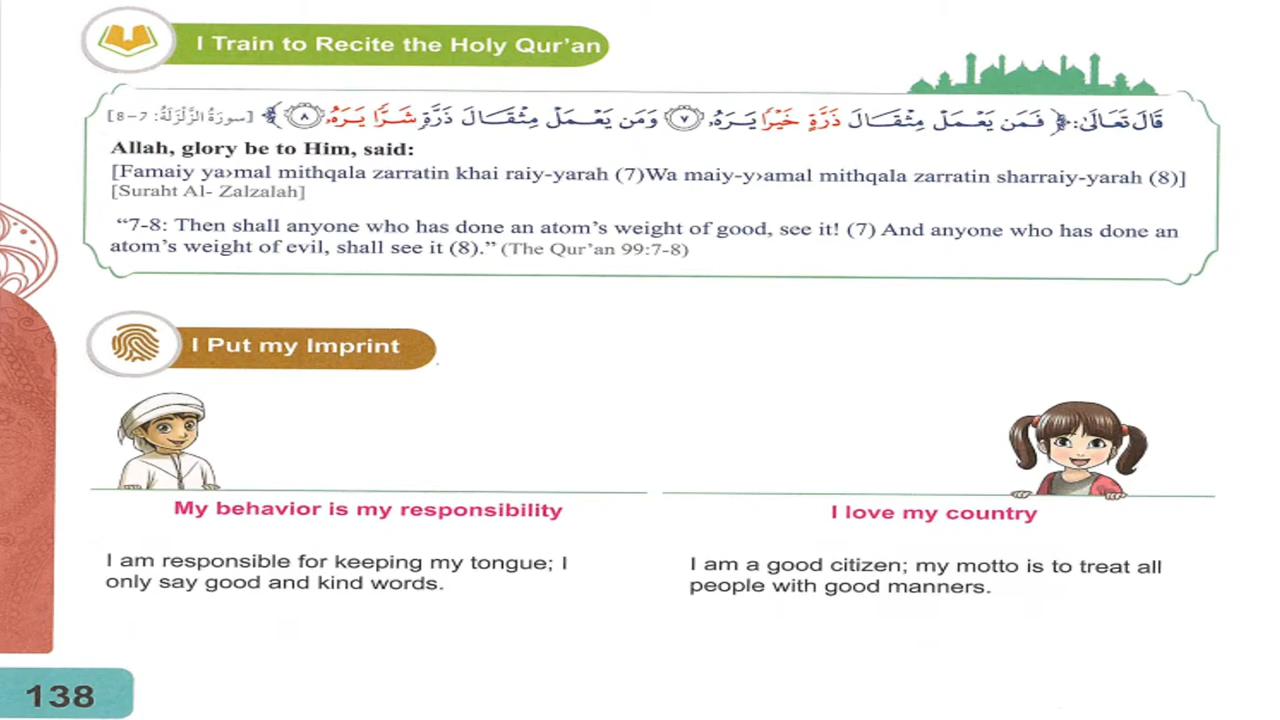 I Train to Recite the Holy Qur'an
قَالَ تَعَالَىٰ: ﴿ فَمَن يَعْمَلْ مِثْقَالَ ذَرَّةٍ خَيْرًا يَرَهُۥ ٧ وَمَن يَعْمَلْ مِثْقَالَ ذَرَّةٍ شَرًّا يَرَهُۥ ٨ ﴾ [سورَةُ الزَّلْزَلَةُ: ٧-٨]
Allah, glory be to Him, said:
[Famaiy ya›mal mithqala zarratin khai raiy-yarah (7)Wa maiy-y›amal mithqala zarratin sharraiy-yarah (8)]
[Suraht Al- Zalzalah]
“7-8: Then shall anyone who has done an atom’s weight of good, see it! (7) And anyone who has done an
atom’s weight of evil, shall see it (8).” (The Qur’an 99:7-8)
I Put my Imprint
My behavior is my responsibility
I am responsible for keeping my tongue; I
only say good and kind words.
I love my country
I am a good citizen; my motto is to treat all
people with good manners.
138